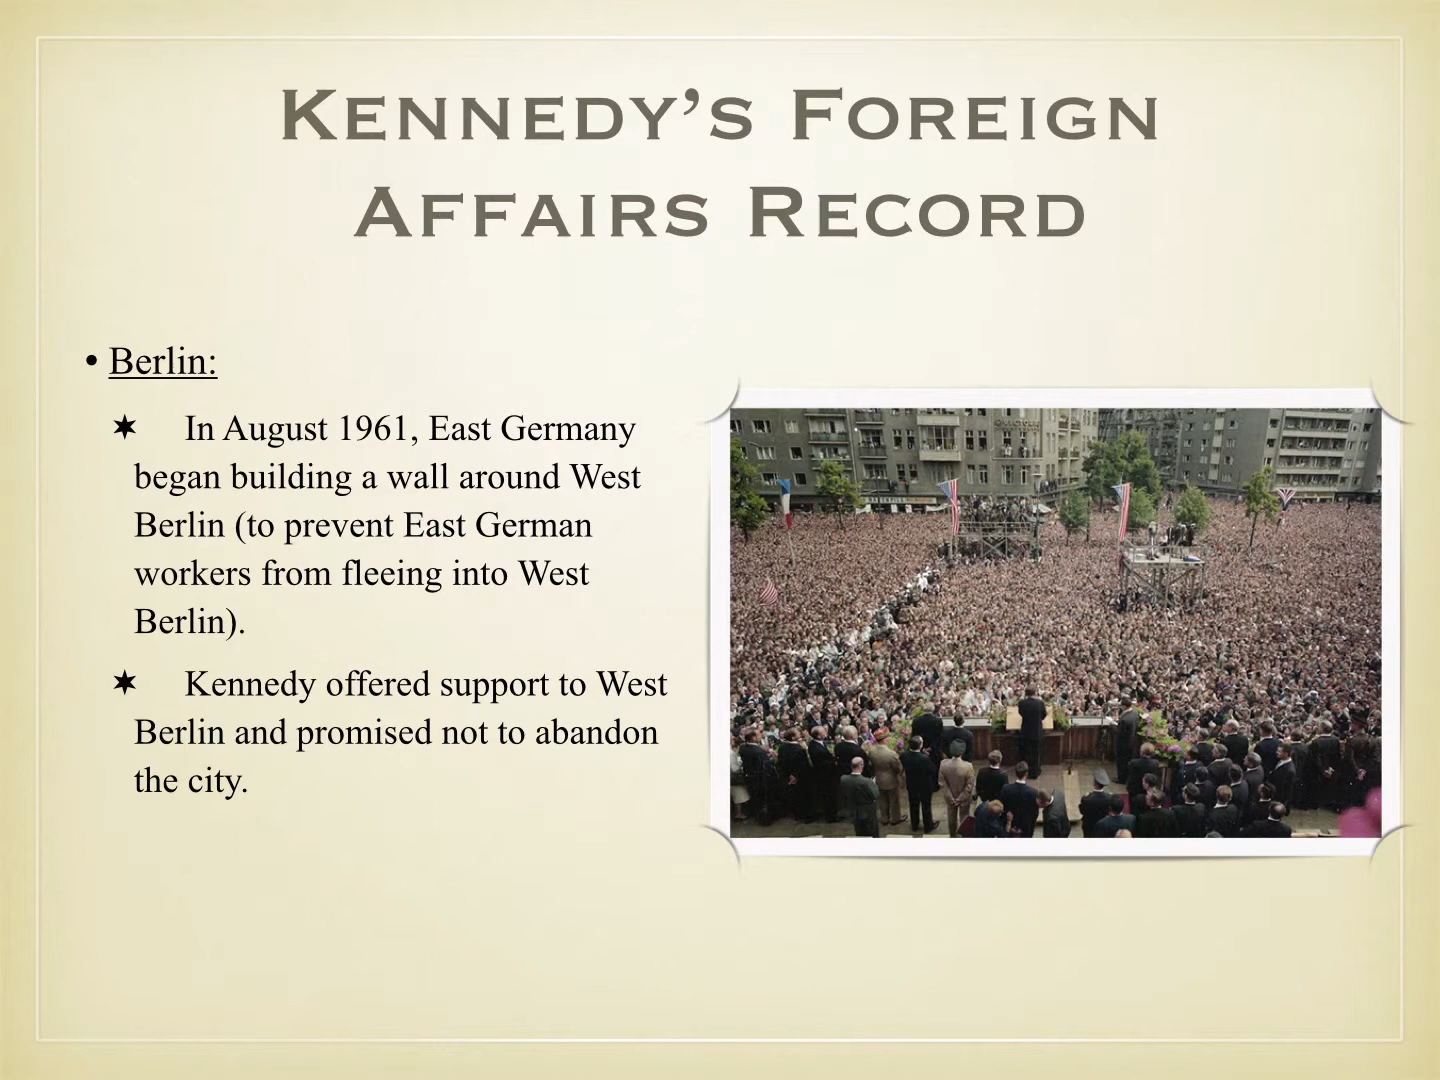 Kennedy’s Foreign
Affairs Record
• Berlin:
✶ In August 1961, East Germany
began building a wall around West
Berlin (to prevent East German
workers from fleeing into West
Berlin).
✶ Kennedy offered support to West
Berlin and promised not to abandon
the city.